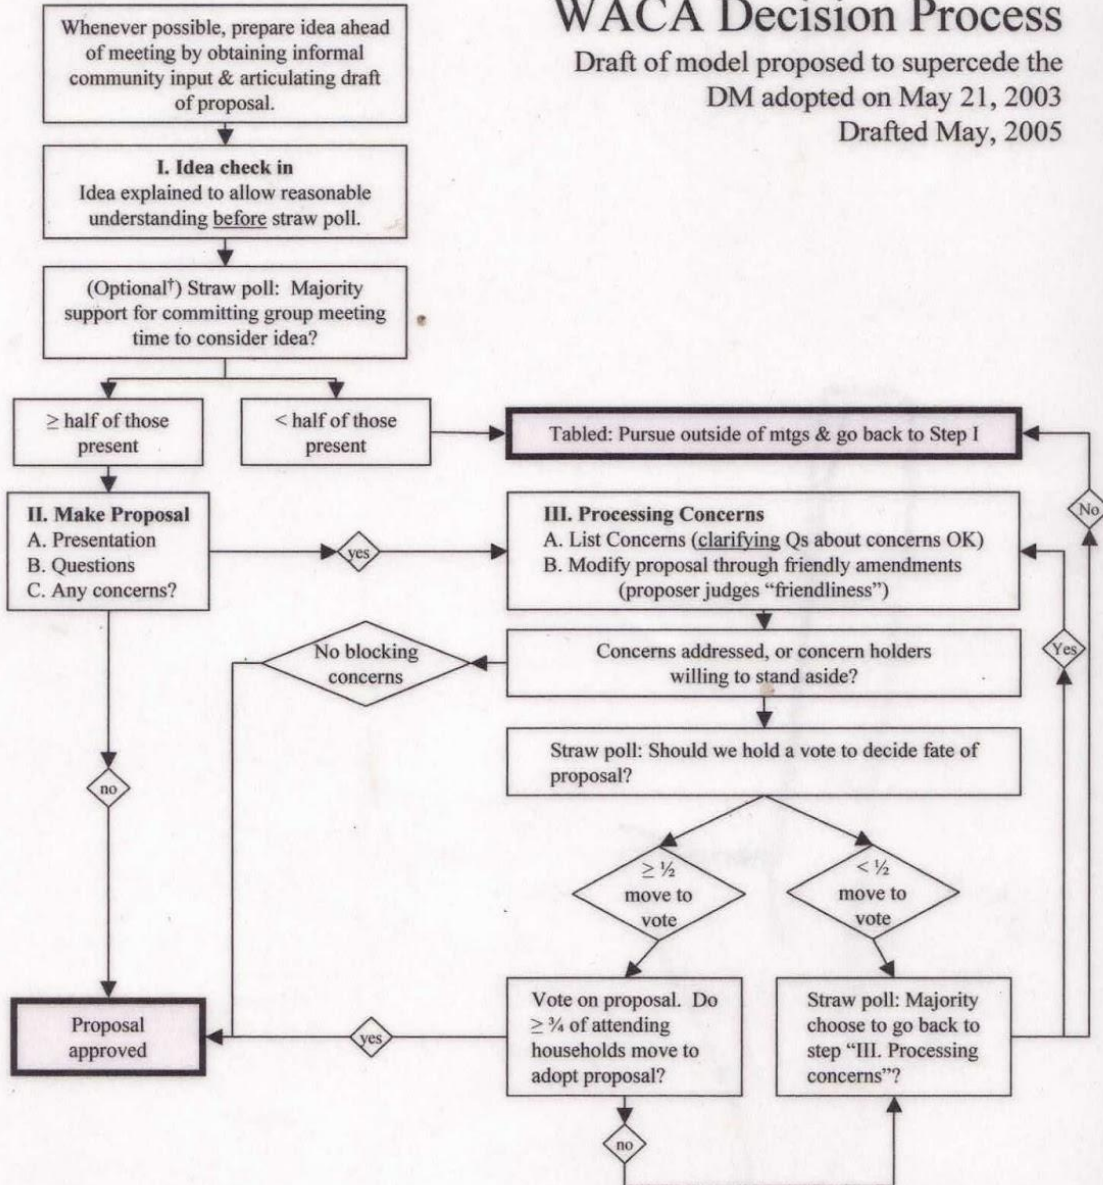 WACA Decision Process
Draft of model proposed to supercede the
DM adopted on May 21, 2003
Drafted May, 2005
Whenever possible, prepare idea ahead
of meeting by obtaining informal
community input & articulating draft
of proposal.
I. Idea check in
Idea explained to allow reasonable
understanding before straw poll.
(Optional†) Straw poll: Majority
support for committing group meeting
time to consider idea?
≥ half of those
present
< half of those
present
Tabled: Pursue outside of mtgs & go back to Step I
II. Make Proposal
A. Presentation
B. Questions
C. Any concerns?
yes
III. Processing Concerns
A. List Concerns (clarifying Qs about concerns OK)
B. Modify proposal through friendly amendments
(proposer judges “friendliness”)
No
Yes
No blocking
concerns
Concerns addressed, or concern holders
willing to stand aside?
Straw poll: Should we hold a vote to decide fate of
proposal?
no
≥ ½
move to
vote
< ½
move to
vote
Proposal
approved
yes
Vote on proposal. Do
≥ ¾ of attending
households move to
adopt proposal?
Straw poll: Majority
choose to go back to
step “III. Processing
concerns”?
no